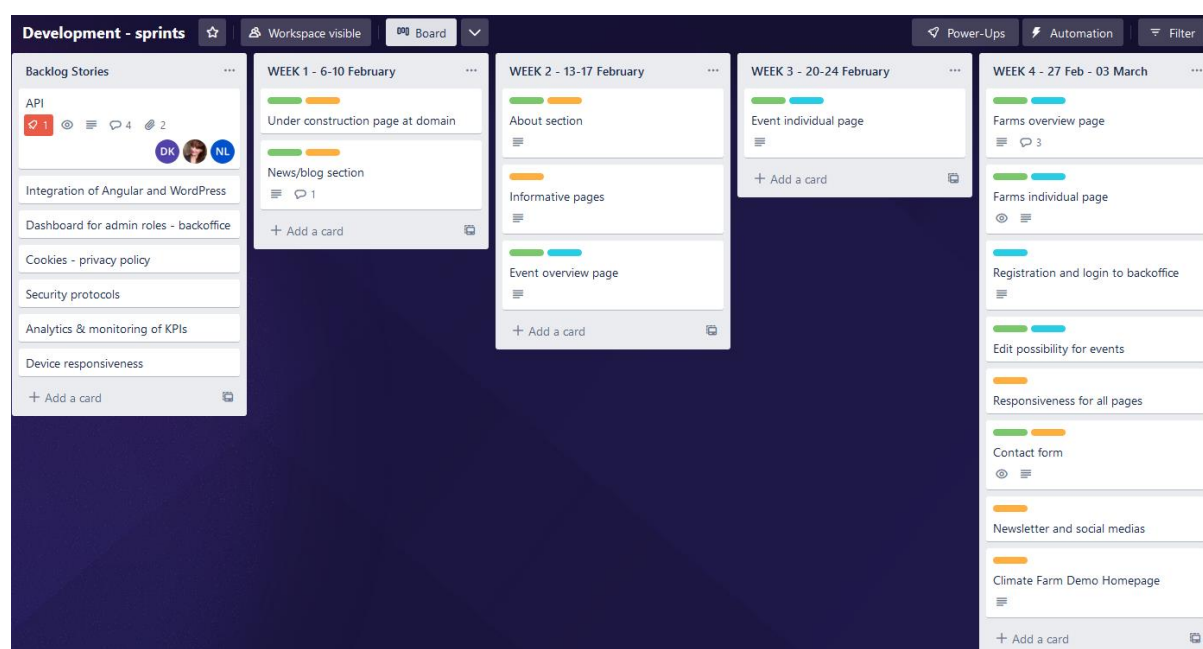 Development - sprints
Workspace visible
Board
Power-Ups
Automation
Filter
Backlog Stories
API
1
4
2
DK
NL
Integration of Angular and WordPress
Dashboard for admin roles - backoffice
Cookies - privacy policy
Security protocols
Analytics & monitoring of KPIs
Device responsiveness
+ Add a card
WEEK 1 - 6-10 February
Under construction page at domain
News/blog section
1
+ Add a card
WEEK 2 - 13-17 February
About section
Informative pages
Event overview page
+ Add a card
WEEK 3 - 20-24 February
Event individual page
+ Add a card
WEEK 4 - 27 Feb - 03 March
Farms overview page
3
Farms individual page
Registration and login to backoffice
Edit possibility for events
Responsiveness for all pages
Contact form
Newsletter and social medias
Climate Farm Demo Homepage
+ Add a card